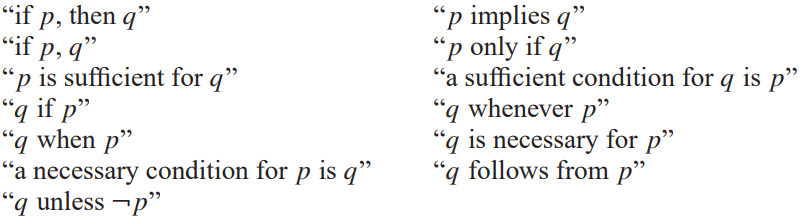 “if p, then q”
“if p, q”
“p is sufficient for q”
“q if p”
“q when p”
“a necessary condition for p is q”
“q unless ¬p”
“p implies q”
“p only if q”
“a sufficient condition for q is p”
“q whenever p”
“q is necessary for p”
“q follows from p”